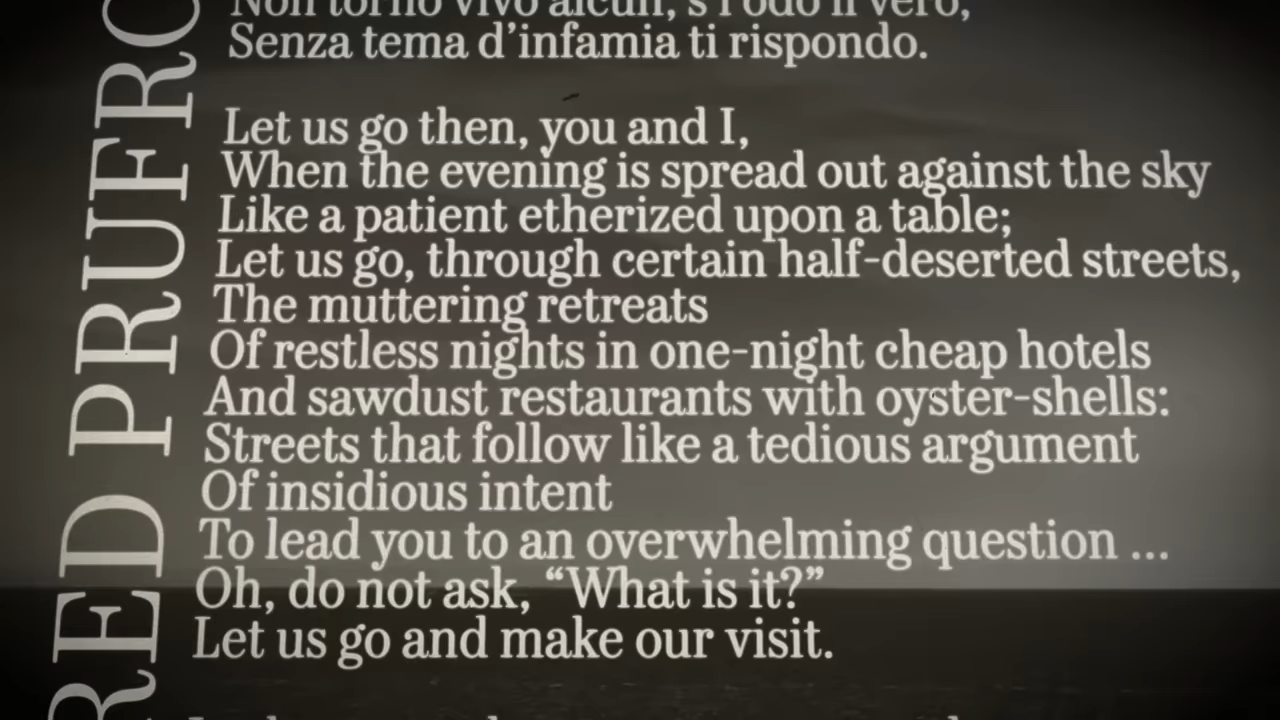 Non torno vivo alcun, s'i'odo il vero,
Senza tema d’infamia ti rispondo.
Let us go then, you and I,
When the evening is spread out against the sky
Like a patient etherized upon a table;
Let us go, through certain half-deserted streets,
The muttering retreats
Of restless nights in one-night cheap hotels
And sawdust restaurants with oyster-shells:
Streets that follow like a tedious argument
Of insidious intent
To lead you to an overwhelming question ...
Oh, do not ask, “What is it?”
Let us go and make our visit.
RED PRUFRO